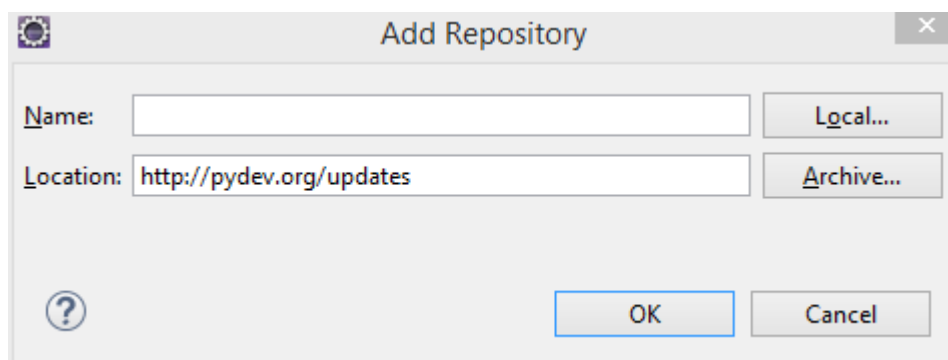 Add Repository
Name:
Local...
Location: http://pydev.org/updates
Archive...
?
OK
Cancel